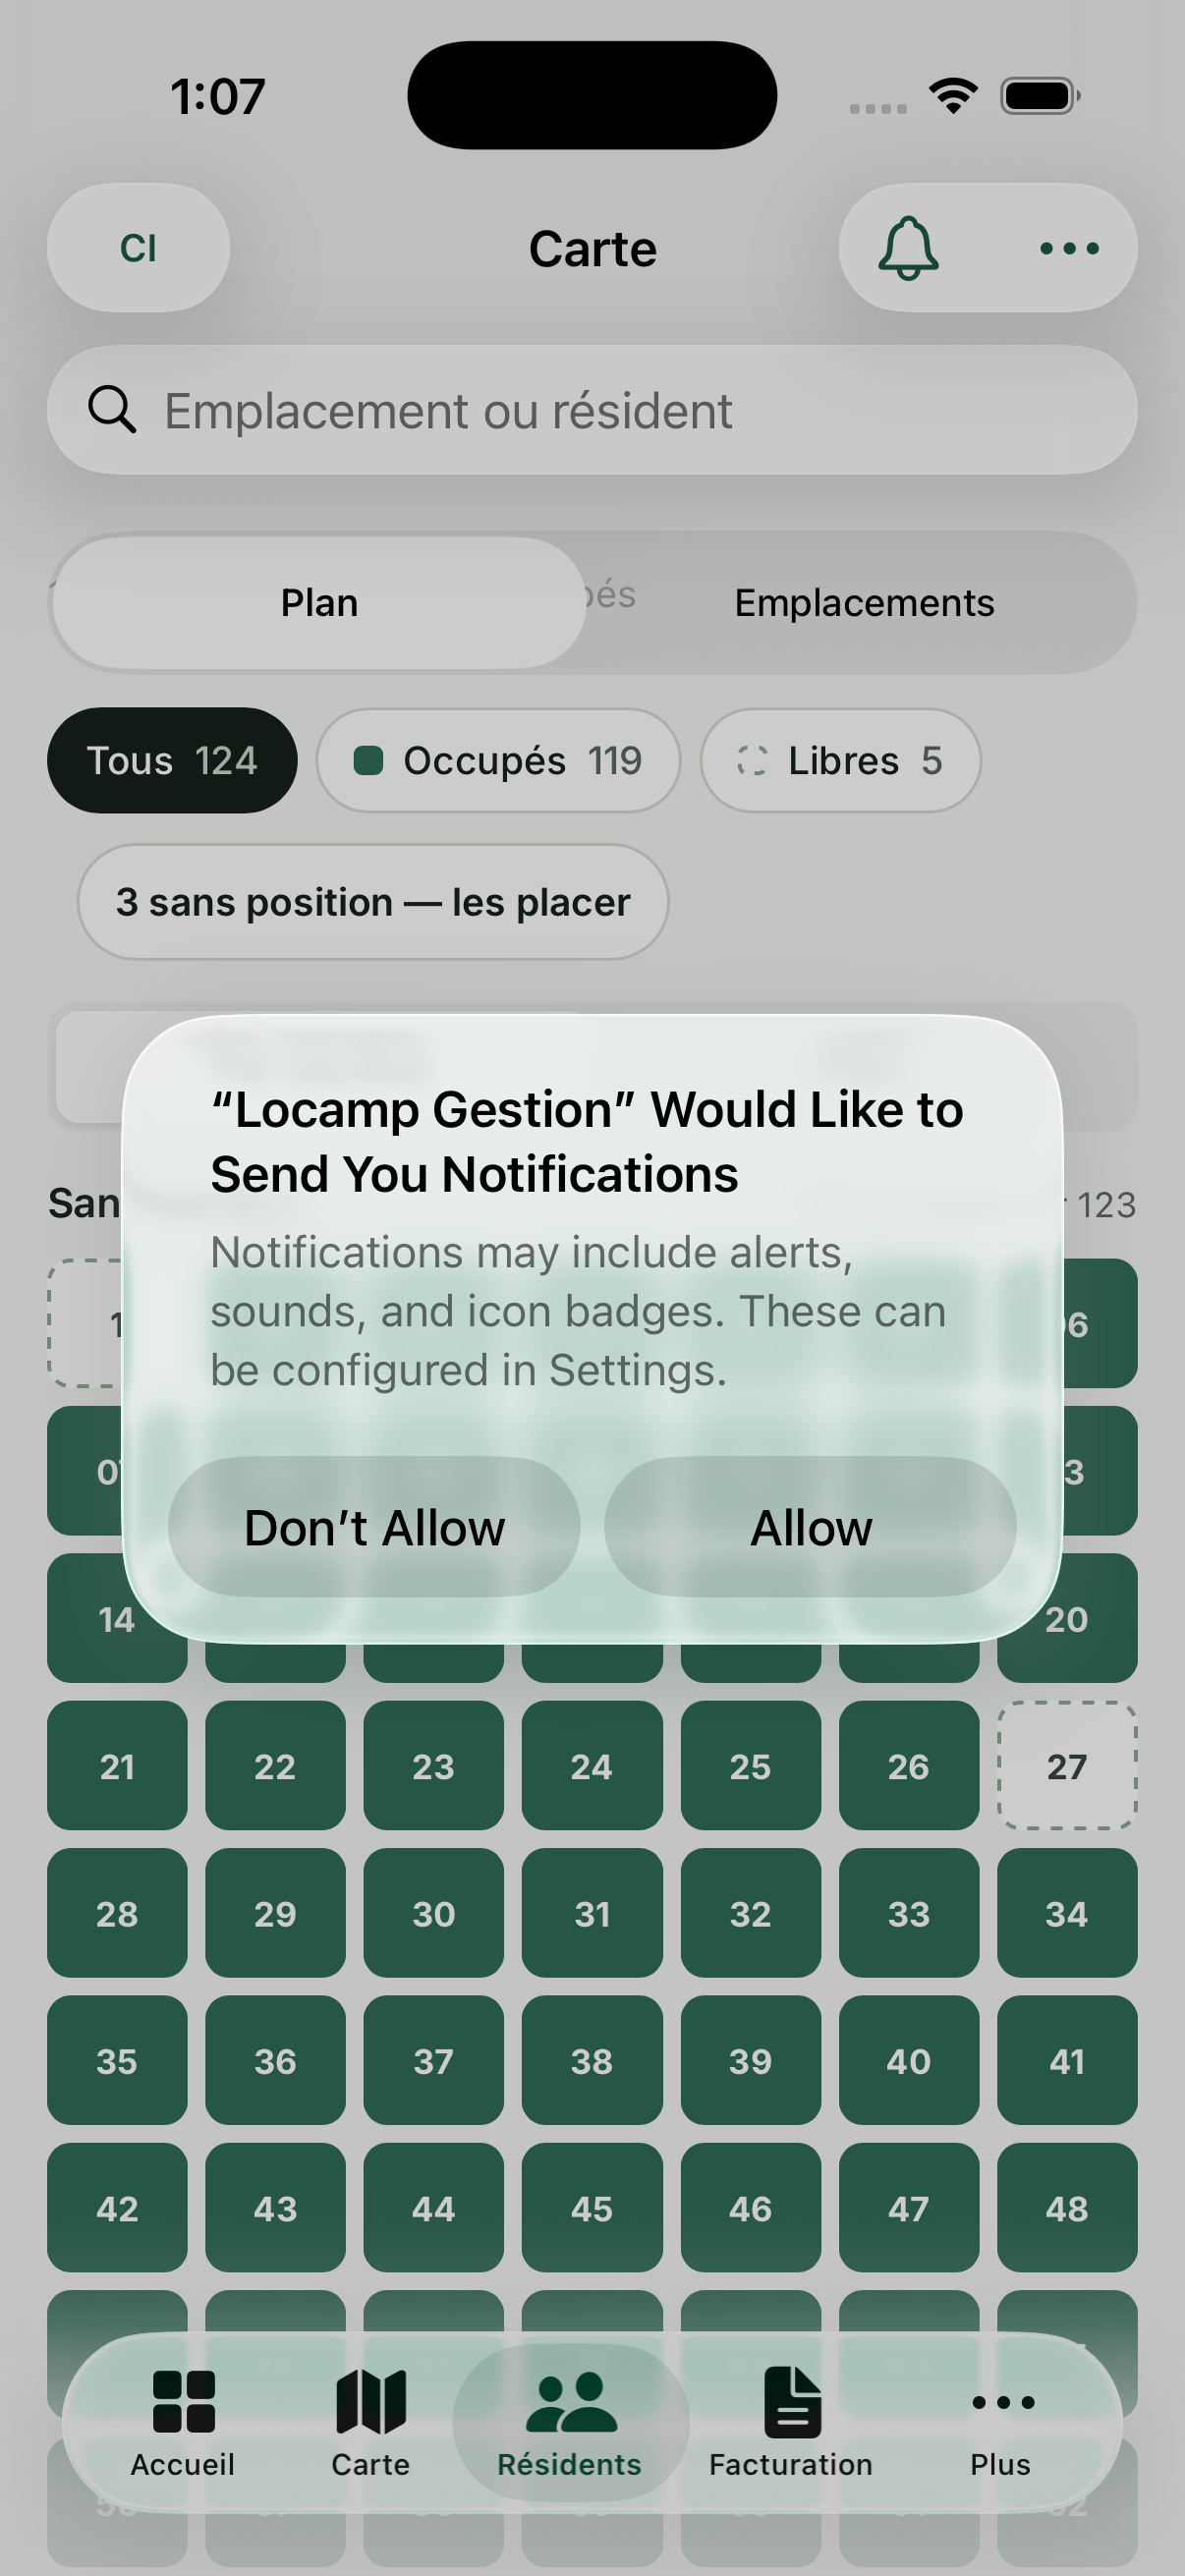 1:07
CI
Carte
Emplacement ou résident
Plan
Emplacements
Tous 124
Occupés 119
Libres 5
3 sans position — les placer
“Locamp Gestion” Would Like to
Send You Notifications
Notifications may include alerts,
sounds, and icon badges. These can
be configured in Settings.
Don’t Allow
Allow
123
14
20
21 22 23 24 25 26 27
28 29 30 31 32 33 34
35 36 37 38 39 40 41
42 43 44 45 46 47 48
Accueil
Carte
Résidents
Facturation
Plus